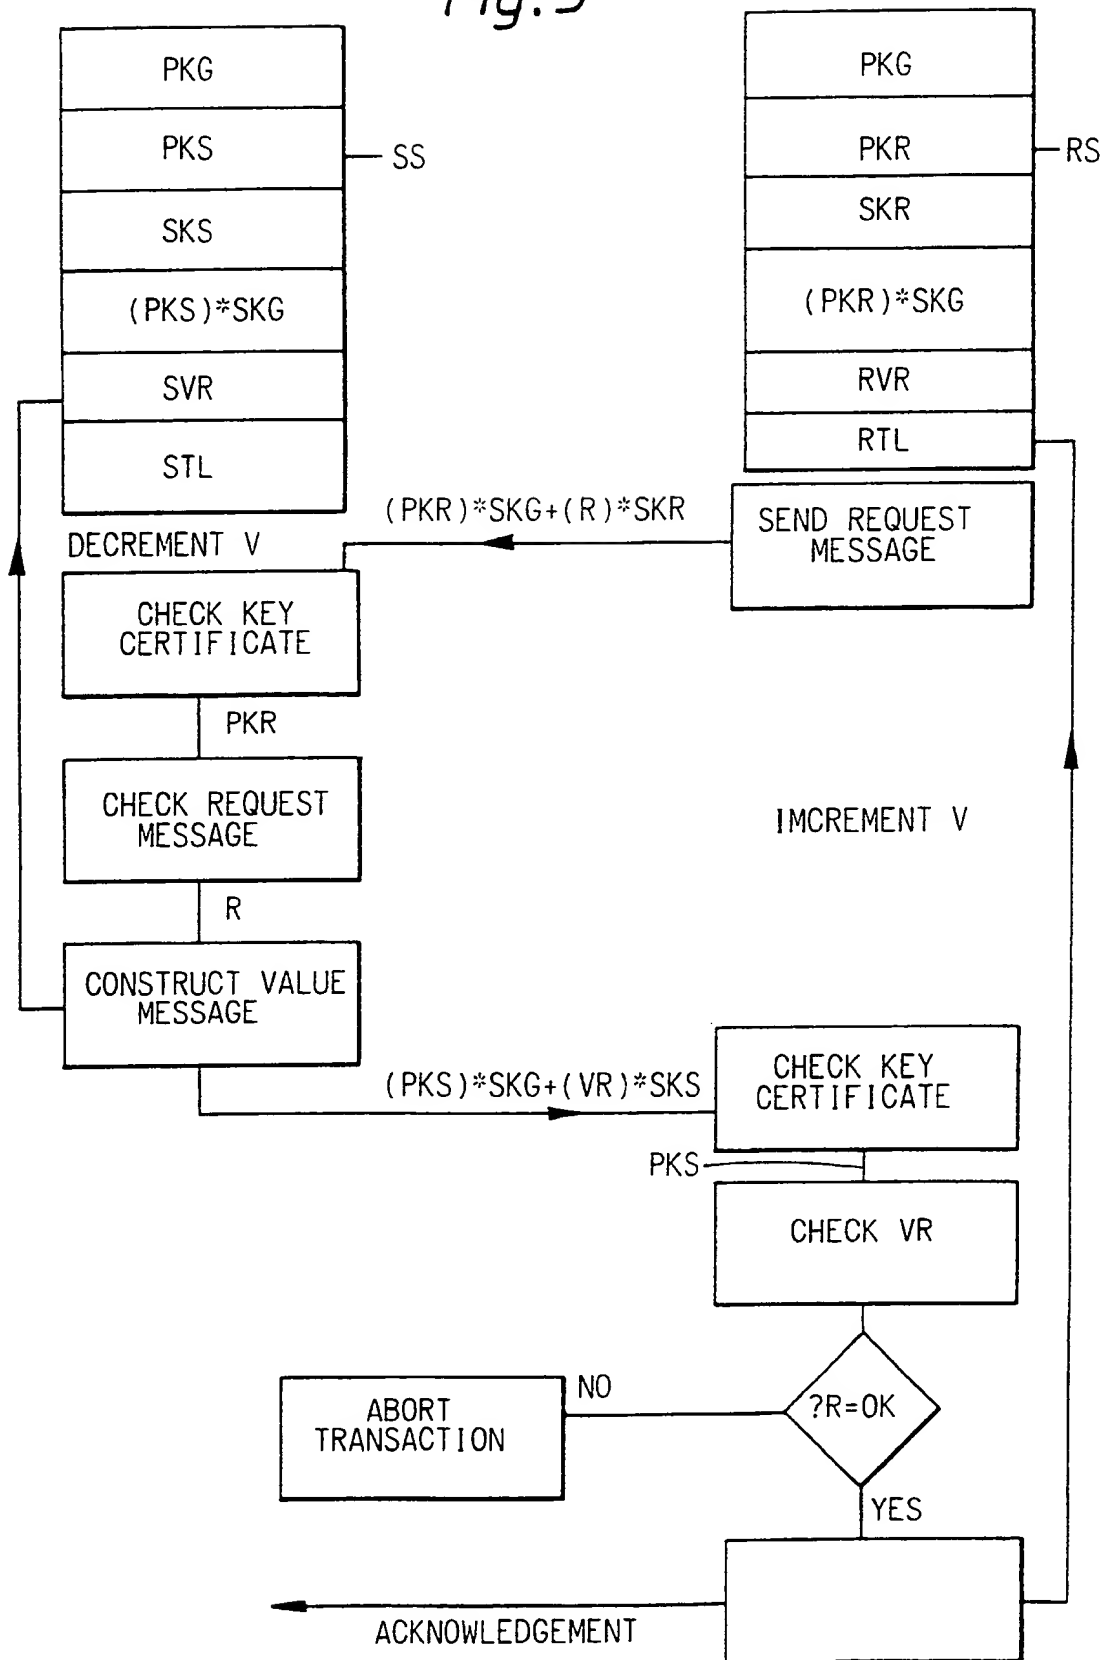 Fig. 5
PKG
PKS
SS
SKS
(PKS)*SKG
SVR
STL
PKG
PKR
RS
SKR
(PKR)*SKG
RVR
RTL
(PKR)*SKG+(R)*SKR
SEND REQUEST
MESSAGE
DECREMENT V
CHECK KEY
CERTIFICATE
PKR
CHECK REQUEST
MESSAGE
IMCREMENT V
R
CONSTRUCT VALUE
MESSAGE
(PKS)*SKG+(VR)*SKS
CHECK KEY
CERTIFICATE
PKS
CHECK VR
?R=OK
NO
ABORT
TRANSACTION
YES
ACKNOWLEDGEMENT